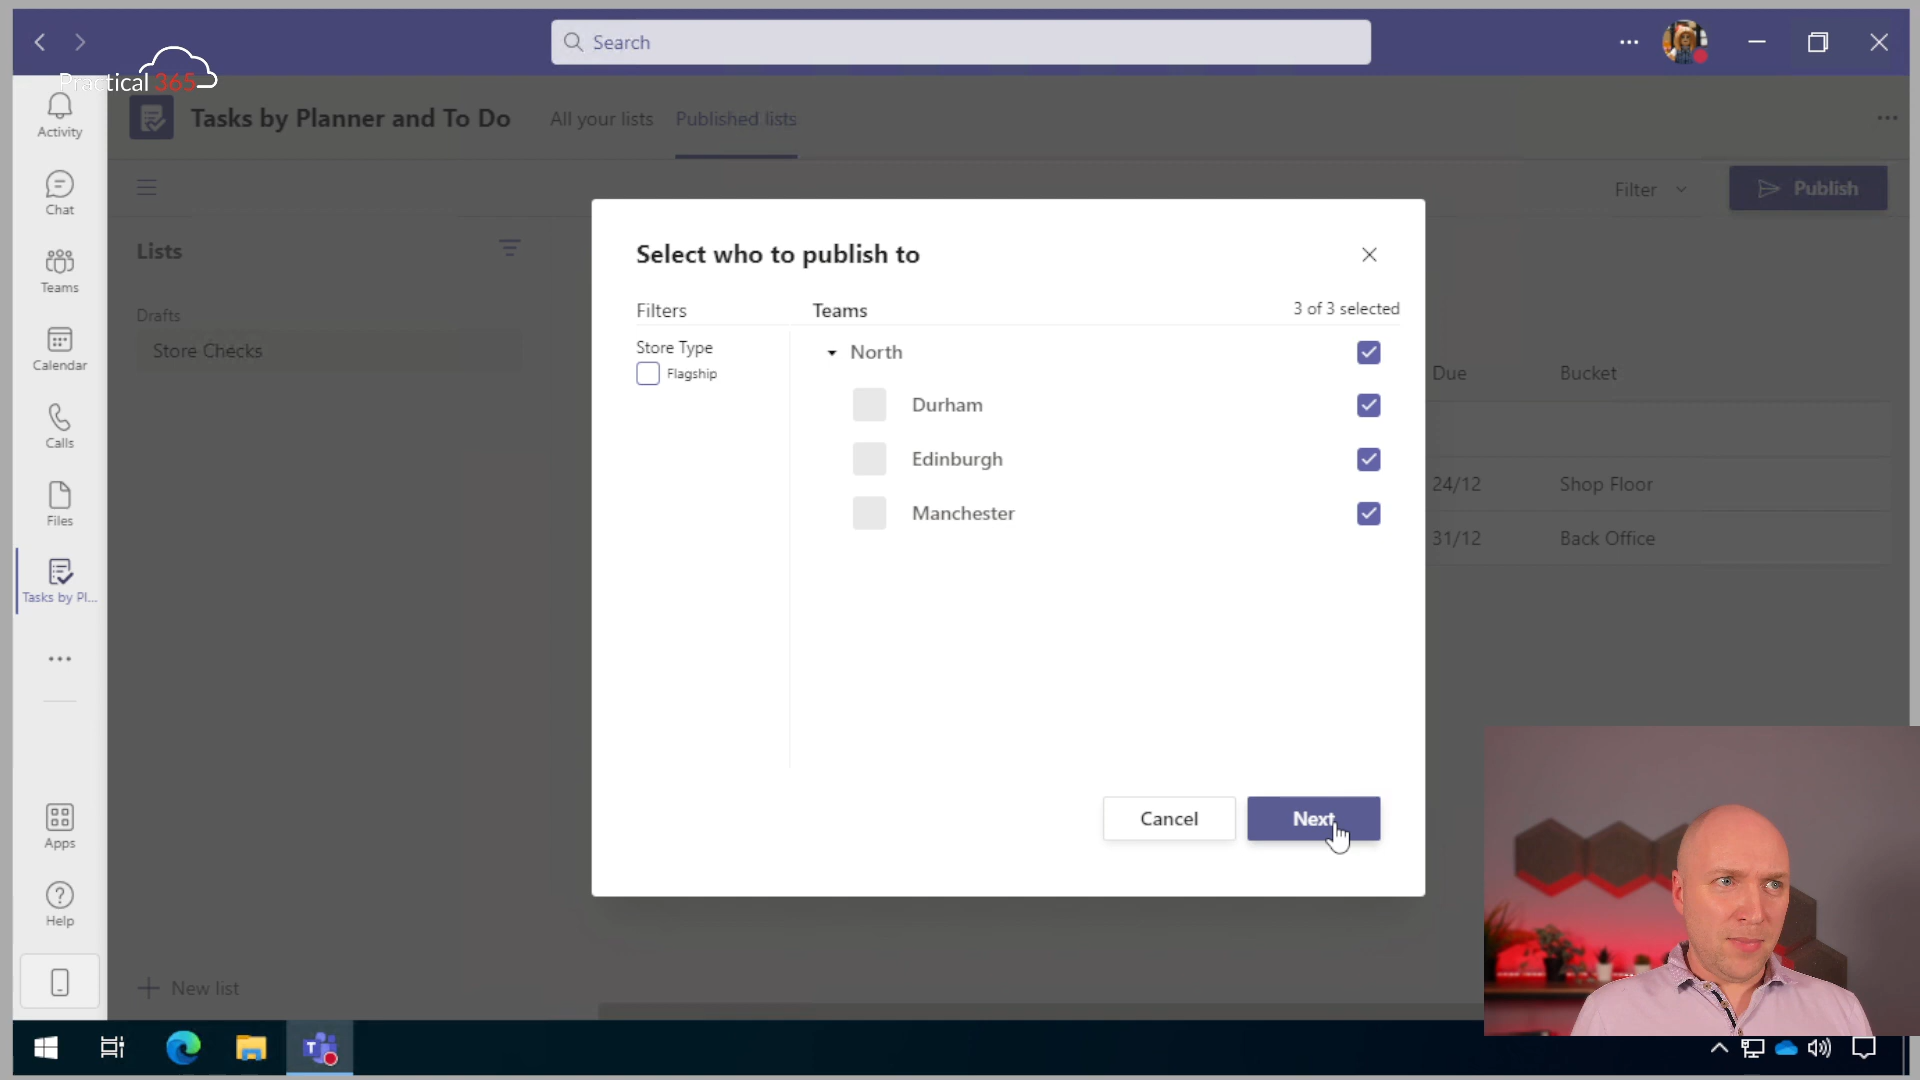 Search
Practical 365
Tasks by Planner and To Do
All your lists
Published lists
Activity
Chat
Teams
Calendar
Calls
Files
Tasks by Pl...
Apps
Help
Filter
Publish
Lists
Drafts
Store Checks
New list
Select who to publish to
Filters
Teams
3 of 3 selected
Store Type
Flagship
North
Durham
Edinburgh
Manchester
Cancel
Next
Due
Bucket
24/12
Shop Floor
31/12
Back Office